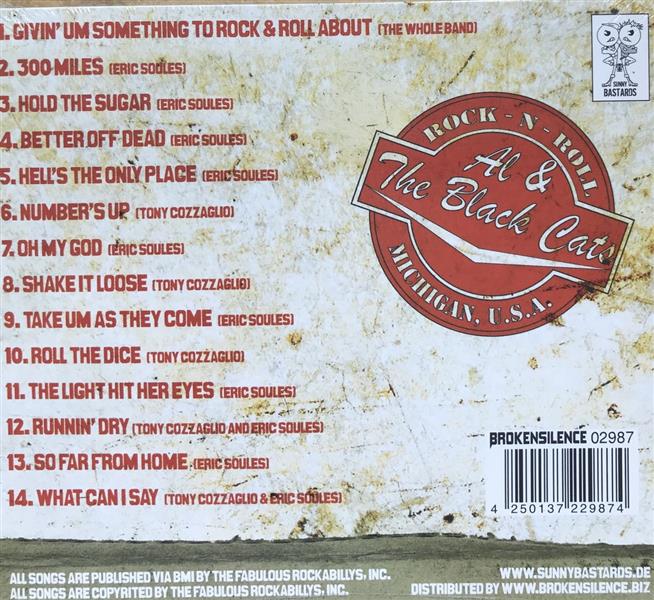 1. GIVIN' UM SOMETHING TO ROCK & ROLL ABOUT (THE WHOLE BAND)
2. 300 MILES (ERIC SOULES)
3. HOLD THE SUGAR (ERIC SOULES)
4. BETTER OFF DEAD (ERIC SOULES)
5. HELL'S THE ONLY PLACE (ERIC SOULES)
6. NUMBER'S UP (TONY COZZAGLIO)
7. OH MY GOD (ERIC SOULES)
8. SHAKE IT LOOSE (TONY COZZAGLIO)
9. TAKE UM AS THEY COME (ERIC SOULES)
10. ROLL THE DICE (TONY COZZAGLIO)
11. THE LIGHT HIT HER EYES (ERIC SOULES)
12. RUNNIN' DRY (TONY COZZAGLIO AND ERIC SOULES)
13. SO FAR FROM HOME (ERIC SOULES)
14. WHAT CAN I SAY (TONY COZZAGLIO & ERIC SOULES)
SUNNY
BASTARDS
ROCK-N-ROLL
Al &
The Black Cats
MICHIGAN, U.S.A.
BROKENSILENCE 02987
4 250137 229874
ALL SONGS ARE PUBLISHED VIA BMI BY THE FABULOUS ROCKABILLYS, INC.
ALL SONGS ARE COPYRITED BY THE FABULOUS ROCKABILLYS, INC.
WWW.SUNNYBASTARDS.DE
DISTRIBUTED BY WWW.BROKENSILENCE.BIZ